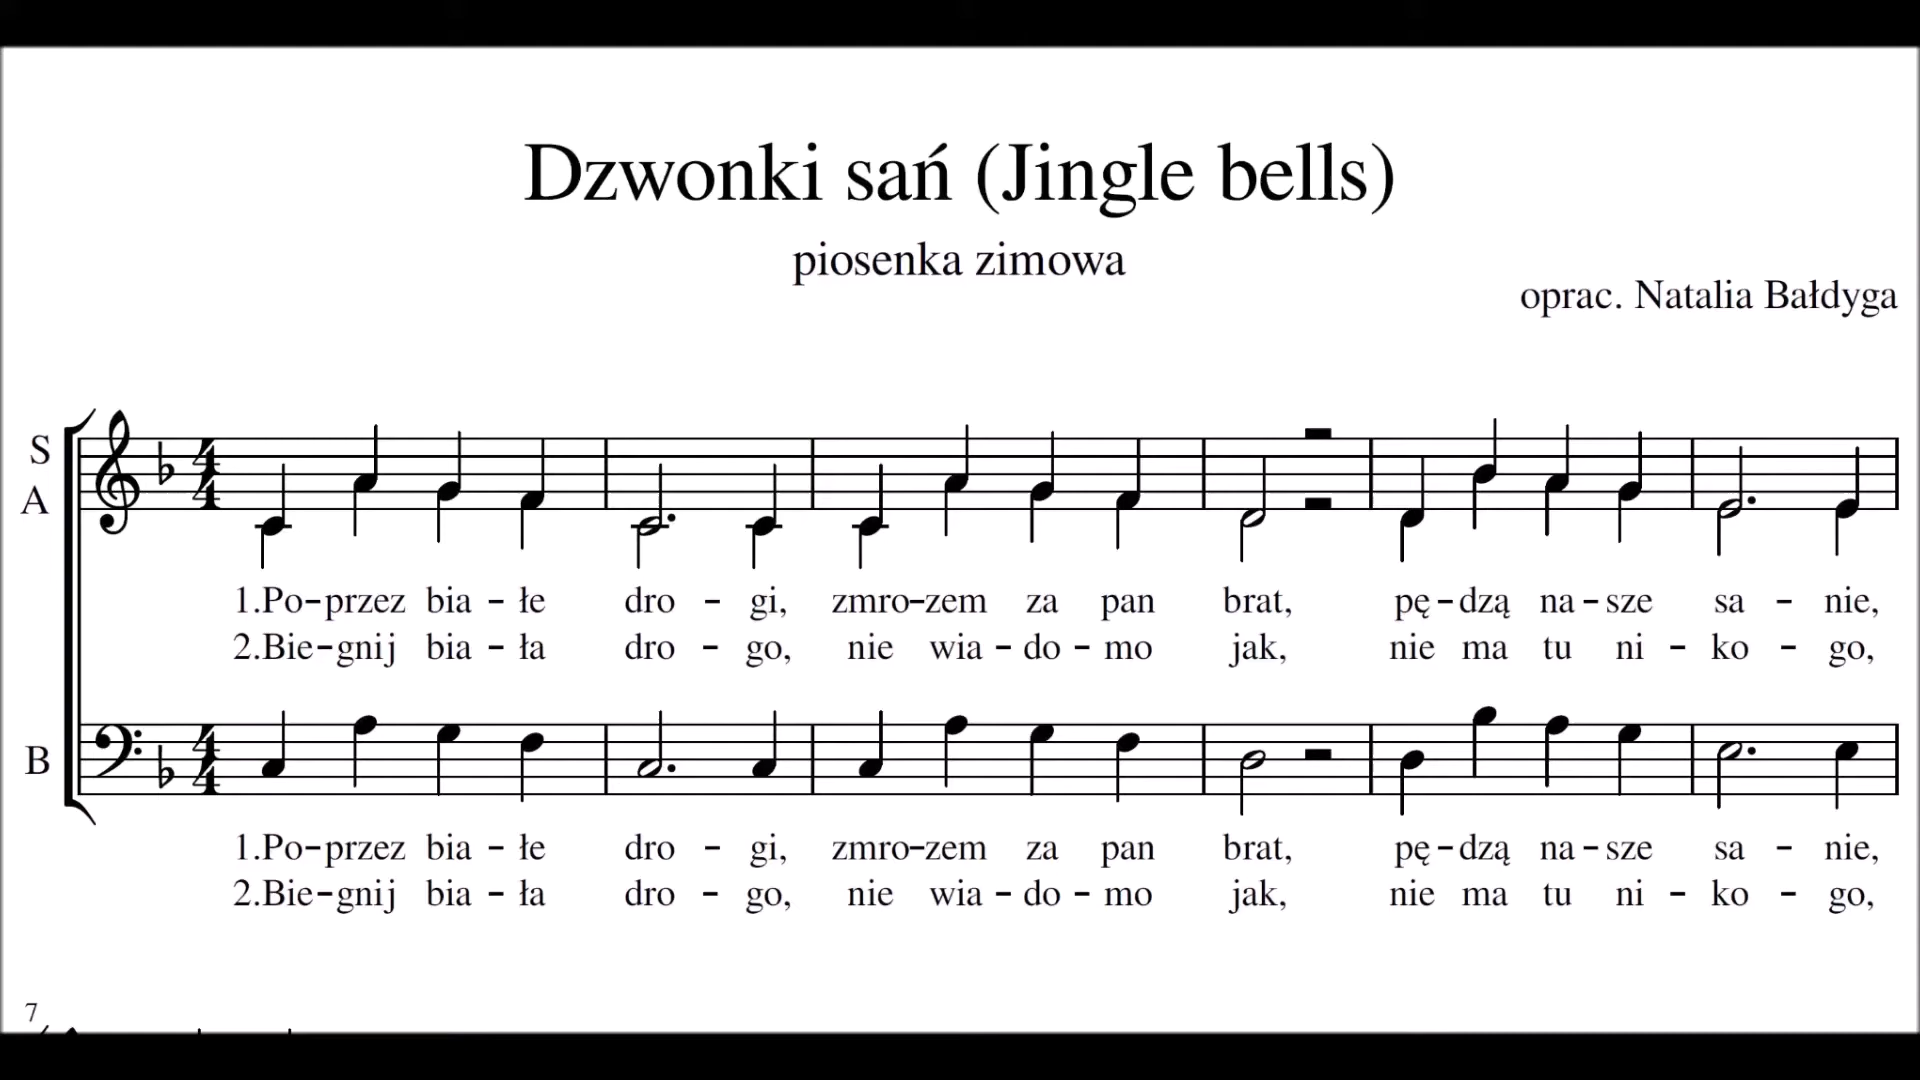 Dzwonki sań (Jingle bells)
piosenka zimowa
oprac. Natalia Bałdyga
S
A
1.Po-przez bia - łe dro - gi, zmro-zem za pan brat, pę-dzą na-sze sa - nie,
2.Bie-gnij bia - ła dro - go, nie wia-do-mo jak, nie ma tu ni - ko - go,
B
1.Po-przez bia - łe dro - gi, zmro-zem za pan brat, pę-dzą na-sze sa - nie,
2.Bie-gnij bia - ła dro - go, nie wia-do-mo jak, nie ma tu ni - ko - go,
7